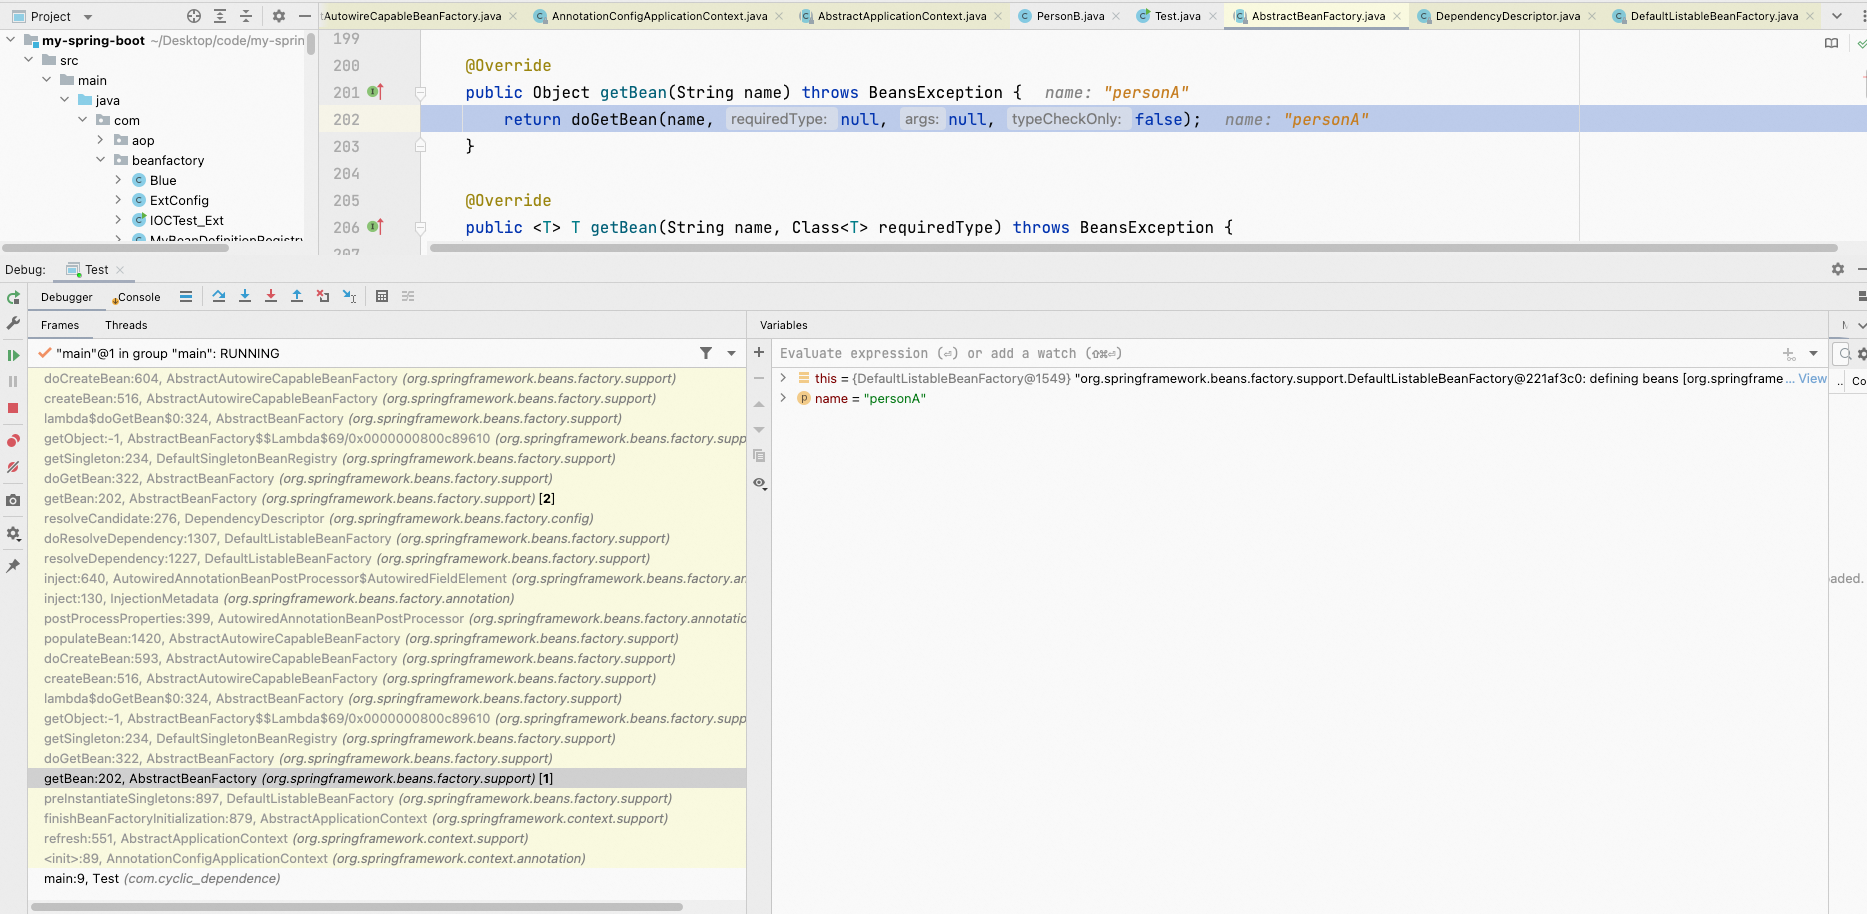 Project
tAutowireCapableBeanFactory.java
AnnotationConfigApplicationContext.java
AbstractApplicationContext.java
PersonB.java
Test.java
AbstractBeanFactory.java
DependencyDescriptor.java
DefaultListableBeanFactory.java
my-spring-boot ~/Desktop/code/my-sprin
src
main
java
com
aop
beanfactory
Blue
ExtConfig
IOCTest_Ext
MyBeanDefinitionRegistr
199
200 @Override
201 public Object getBean(String name) throws BeansException { name: "personA"
202 return doGetBean(name, requiredType: null, args: null, typeCheckOnly: false); name: "personA"
203 }
204
205 @Override
206 public <T> T getBean(String name, Class<T> requiredType) throws BeansException {
207
Debug: Test
Debugger Console
Frames Threads
"main"@1 in group "main": RUNNING
doCreateBean:604, AbstractAutowireCapableBeanFactory (org.springframework.beans.factory.support)
createBean:516, AbstractAutowireCapableBeanFactory (org.springframework.beans.factory.support)
lambda$doGetBean$0:324, AbstractBeanFactory (org.springframework.beans.factory.support)
getObject:-1, AbstractBeanFactory$$Lambda$69/0x0000000800c89610 (org.springframework.beans.factory.supp
getSingleton:234, DefaultSingletonBeanRegistry (org.springframework.beans.factory.support)
doGetBean:322, AbstractBeanFactory (org.springframework.beans.factory.support)
getBean:202, AbstractBeanFactory (org.springframework.beans.factory.support) [2]
resolveCandidate:276, DependencyDescriptor (org.springframework.beans.factory.config)
doResolveDependency:1307, DefaultListableBeanFactory (org.springframework.beans.factory.support)
resolveDependency:1227, DefaultListableBeanFactory (org.springframework.beans.factory.support)
inject:640, AutowiredAnnotationBeanPostProcessor$AutowiredFieldElement (org.springframework.beans.factory.an
inject:130, InjectionMetadata (org.springframework.beans.factory.annotation)
postProcessProperties:399, AutowiredAnnotationBeanPostProcessor (org.springframework.beans.factory.annotatio
populateBean:1420, AbstractAutowireCapableBeanFactory (org.springframework.beans.factory.support)
doCreateBean:593, AbstractAutowireCapableBeanFactory (org.springframework.beans.factory.support)
createBean:516, AbstractAutowireCapableBeanFactory (org.springframework.beans.factory.support)
lambda$doGetBean$0:324, AbstractBeanFactory (org.springframework.beans.factory.support)
getObject:-1, AbstractBeanFactory$$Lambda$69/0x0000000800c89610 (org.springframework.beans.factory.supp
getSingleton:234, DefaultSingletonBeanRegistry (org.springframework.beans.factory.support)
doGetBean:322, AbstractBeanFactory (org.springframework.beans.factory.support)
getBean:202, AbstractBeanFactory (org.springframework.beans.factory.support) [1]
preInstantiateSingletons:897, DefaultListableBeanFactory (org.springframework.beans.factory.support)
finishBeanFactoryInitialization:879, AbstractApplicationContext (org.springframework.context.support)
refresh:551, AbstractApplicationContext (org.springframework.context.support)
<init>:89, AnnotationConfigApplicationContext (org.springframework.context.annotation)
main:9, Test (com.cyclic_dependence)
Variables
Evaluate expression (⏎) or add a watch (⇧⌘⏎)
this = {DefaultListableBeanFactory@1549} "org.springframework.beans.factory.support.DefaultListableBeanFactory@221af3c0: defining beans [org.springframe ... View
name = "personA"
.. Co
aded.